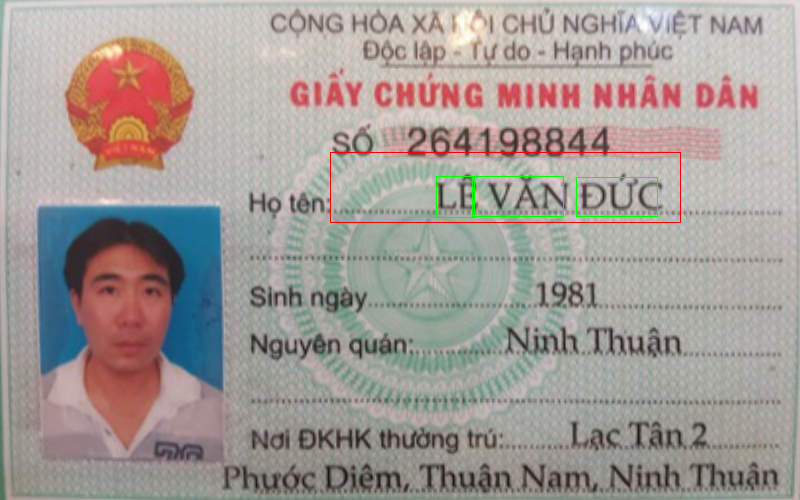 CỘNG HÒA XÃ HỘI CHỦ NGHĨA VIỆT NAM
Độc lập - Tự do - Hạnh phúc
GIẤY CHỨNG MINH NHÂN DÂN
SỐ 264198844
Họ tên: LÊ VĂN ĐỨC
Sinh ngày 1981
Nguyên quán: Ninh Thuận
Nơi ĐKHK thường trú: Lạc Tân 2
Phước Diêm, Thuận Nam, Ninh Thuận